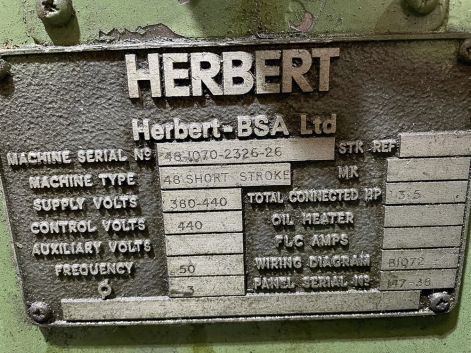 HERBERT
Herbert-BSA Ltd
MACHINE SERIAL Nº 48-1070-2326-26 STK REF
MACHINE TYPE 48 SHORT STROKE MK
SUPPLY VOLTS 380-440 TOTAL CONNECTED HP 3.5
CONTROL VOLTS 440 OIL HEATER
AUXILIARY VOLTS FLC AMPS
FREQUENCY 50 WIRING DIAGRAM B1072
ϕ 3 PANEL SERIAL Nº